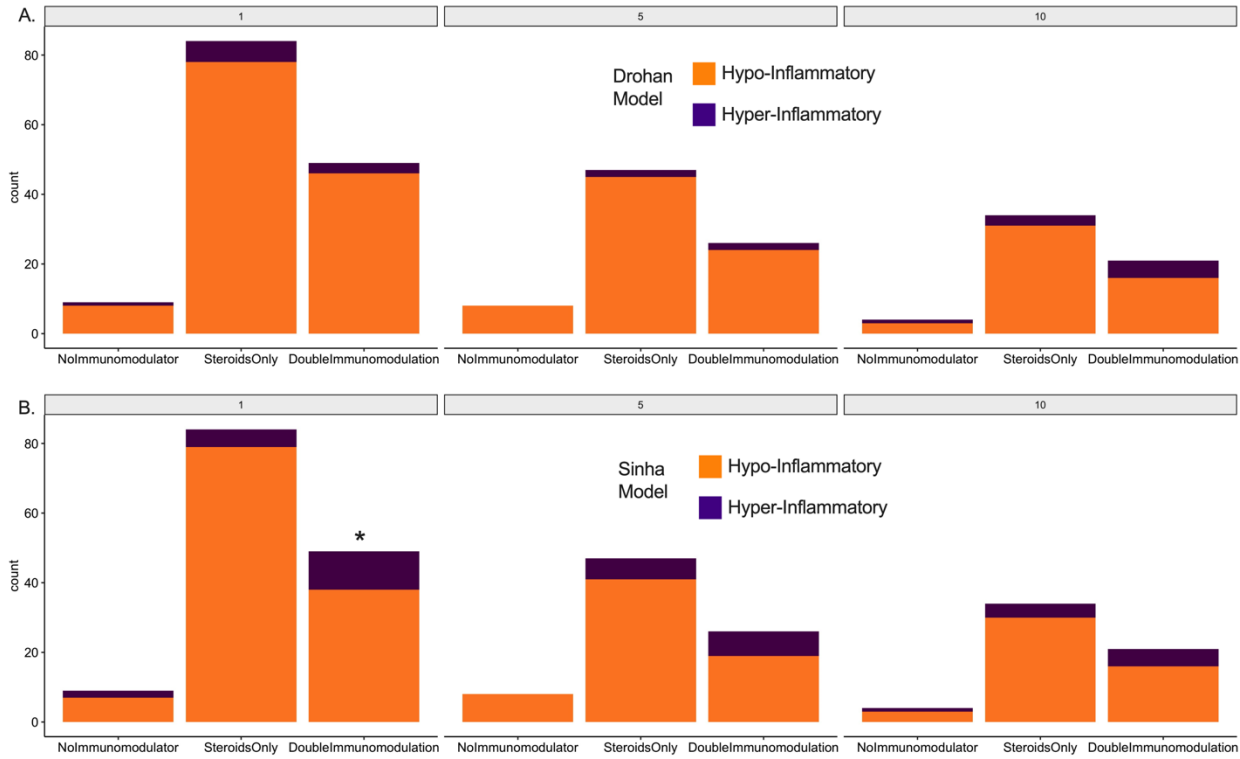 A.
1 5 10
Drohan
Model
Hypo-Inflammatory
Hyper-Inflammatory
count
80
60
40
20
0
NoImmunomodulator SteroidsOnly DoubleImmunomodulation NoImmunomodulator SteroidsOnly DoubleImmunomodulation NoImmunomodulator SteroidsOnly DoubleImmunomodulation
B.
1 5 10
Sinha
Model
Hypo-Inflammatory
Hyper-Inflammatory
*
count
80
60
40
20
0
NoImmunomodulator SteroidsOnly DoubleImmunomodulation NoImmunomodulator SteroidsOnly DoubleImmunomodulation NoImmunomodulator SteroidsOnly DoubleImmunomodulation